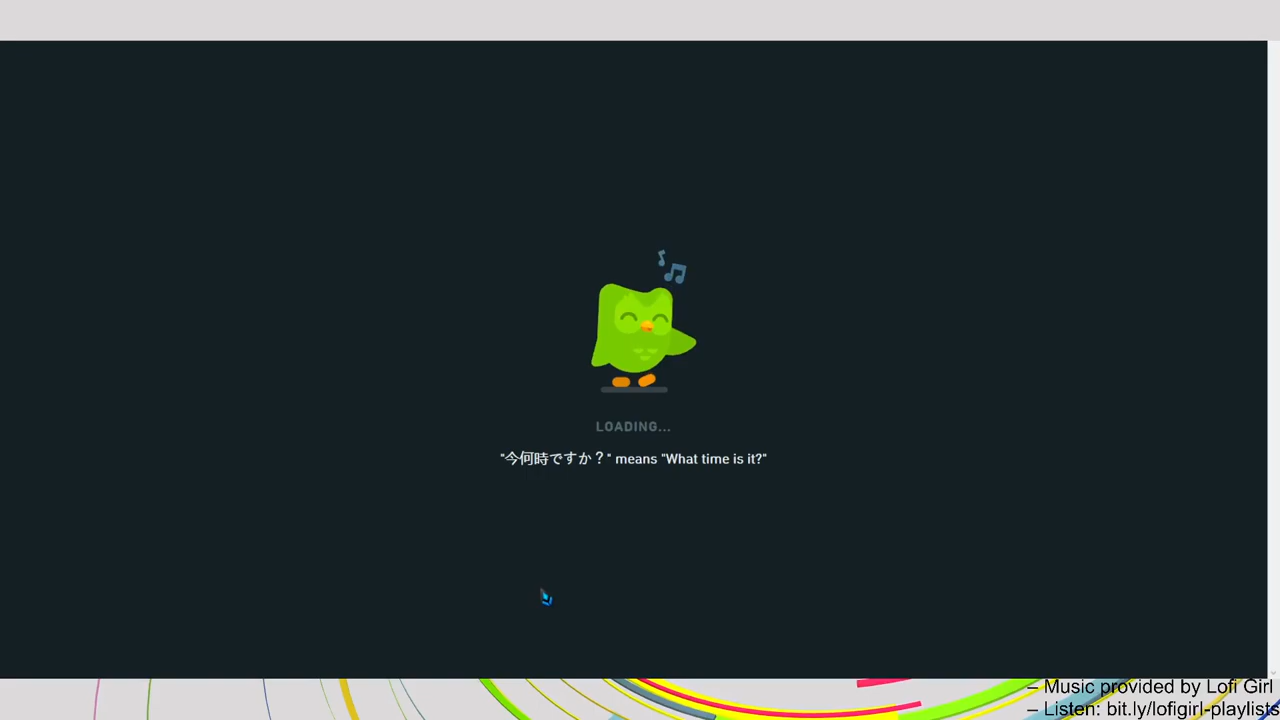 LOADING...
"今何時ですか？" means "What time is it?"
– Music provided by Lofi Girl
– Listen: bit.ly/lofigirl-playlists